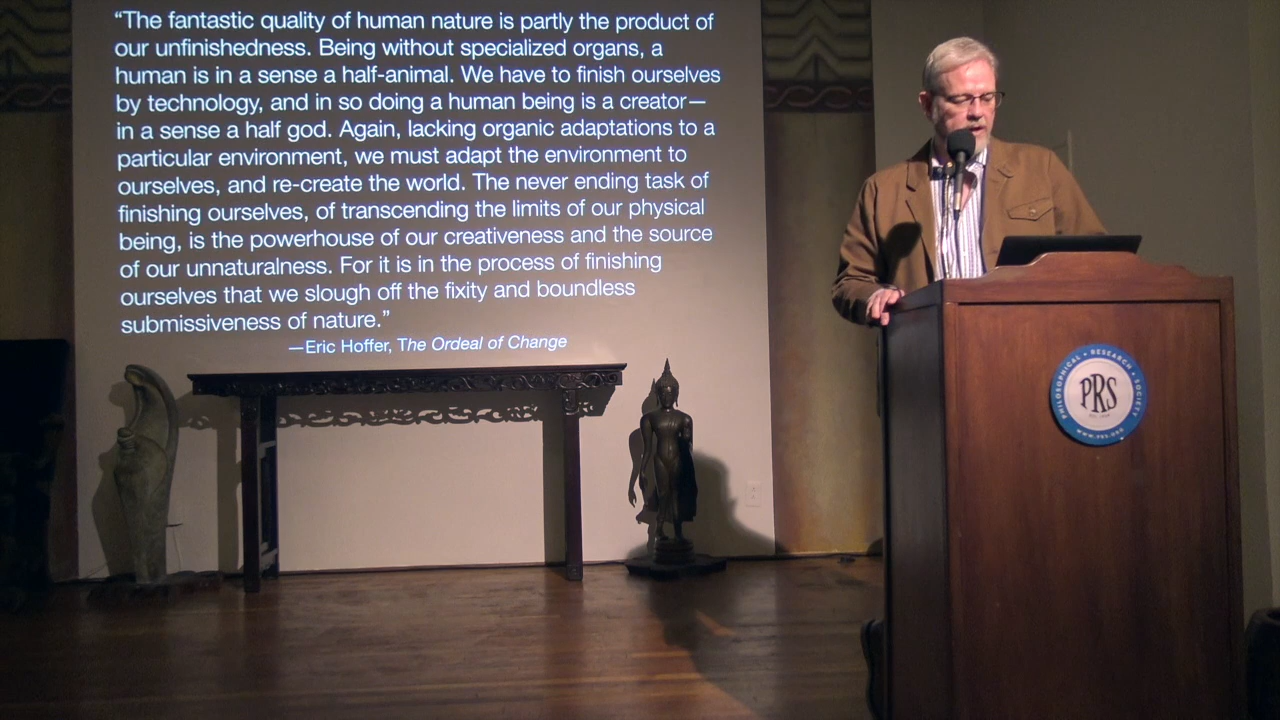 “The fantastic quality of human nature is partly the product of
our unfinishedness. Being without specialized organs, a
human is in a sense a half-animal. We have to finish ourselves
by technology, and in so doing a human being is a creator—
in a sense a half god. Again, lacking organic adaptations to a
particular environment, we must adapt the environment to
ourselves, and re-create the world. The never ending task of
finishing ourselves, of transcending the limits of our physical
being, is the powerhouse of our creativeness and the source
of our unnaturalness. For it is in the process of finishing
ourselves that we slough off the fixity and boundless
submissiveness of nature.”
—Eric Hoffer, The Ordeal of Change
PHILOSOPHICAL • RESEARCH • SOCIETY
PRS
WWW.PRS.ORG